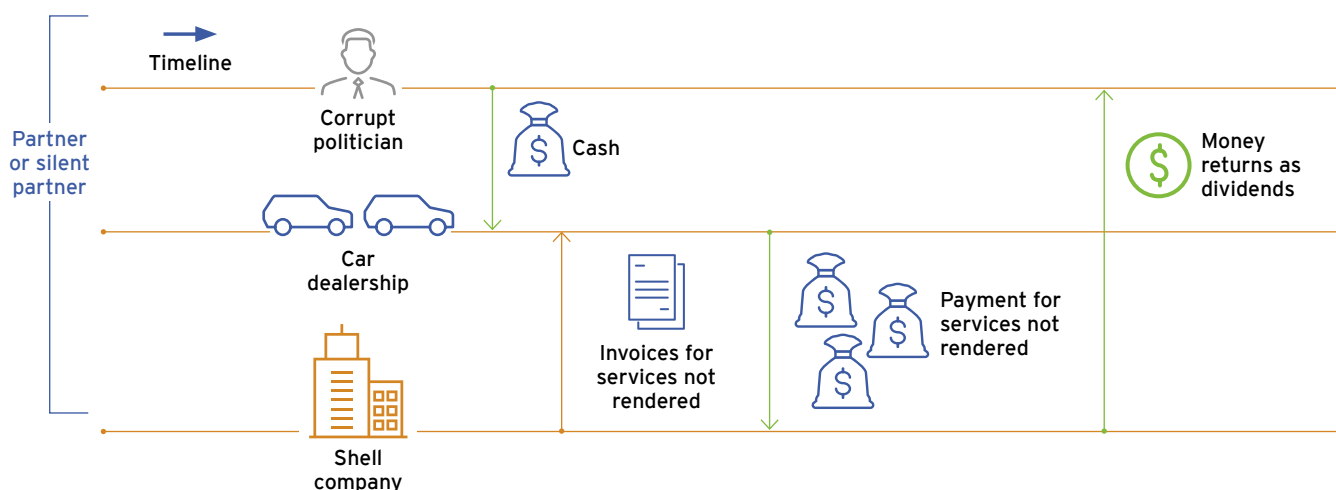 Timeline
Corrupt
politician
Partner
or silent
partner
$
Cash
$
Money
returns as
dividends
Car
dealership
Invoices for
services not
rendered
$
$
$
Payment for
services not
rendered
Shell
company